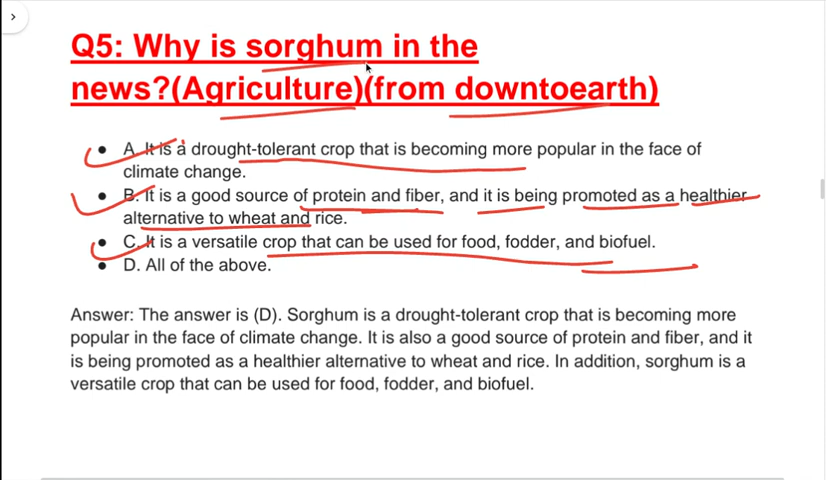 Q5: Why is sorghum in the
news?(Agriculture)(from downtoearth)
● A. It is a drought-tolerant crop that is becoming more popular in the face of
climate change.
● B. It is a good source of protein and fiber, and it is being promoted as a healthier
alternative to wheat and rice.
● C. It is a versatile crop that can be used for food, fodder, and biofuel.
● D. All of the above.
Answer: The answer is (D). Sorghum is a drought-tolerant crop that is becoming more
popular in the face of climate change. It is also a good source of protein and fiber, and it
is being promoted as a healthier alternative to wheat and rice. In addition, sorghum is a
versatile crop that can be used for food, fodder, and biofuel.